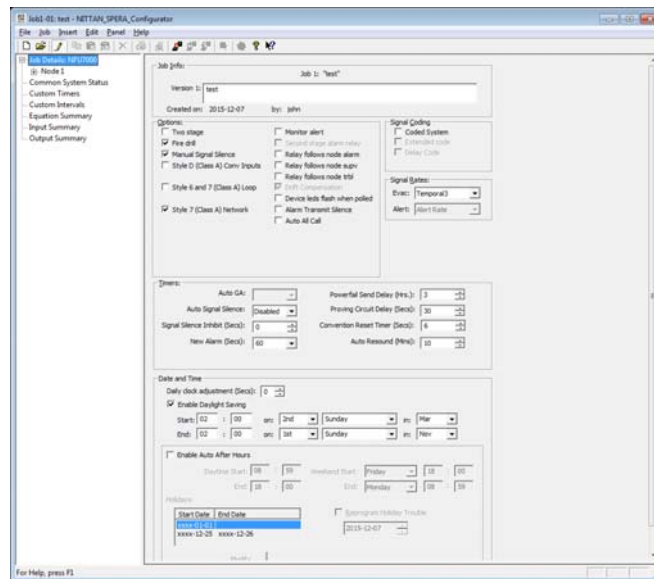 Job1-01: test - NITTAN_SPERA_Configurator
File Job Insert Edit Panel Help
Job Details: NFU7000
Node 1
Common System Status
Custom Timers
Custom Intervals
Equation Summary
Input Summary
Output Summary
Job Info:
Job 1: "test"
Version 1: test
Created on: 2015-12-07 by: john
Options:
Two stage
Fire drill
Manual Signal Silence
Style D (Class A) Conv Inputs
Style 6 and 7 (Class A) Loop
Style 7 (Class A) Network
Monitor alert
Second stage alarm relay
Relay follows node alarm
Relay follows node supv
Relay follows node trbl
Drift Compensation
Device leds flash when polled
Alarm Transmit Silence
Auto All Call
Signal Coding
Coded System
Extended code
Delay Code
Signal Rates:
Evac: Temporal3
Alert: Alert Rate
Timers:
Auto GA:
Auto Signal Silence: Disabled
Signal Silence Inhibit (Secs): 0
New Alarm (Secs): 60
Powerfail Send Delay (Hrs.): 3
Proving Circuit Delay (Secs): 30
Convention Reset Timer (Secs): 6
Auto Resound (Mins): 10
Date and Time
Daily clock adjustment (Secs): 0
Enable Daylight Saving
Start: 02 : 00 on: 2nd Sunday in: Mar
End: 02 : 00 on: 1st Sunday in: Nov
Enable Auto After Hours
Daytime Start: 08 : 59 Weekend Start: Friday 18 : 00
End: 18 : 00 End: Monday 08 : 59
Holidays:
Start Date End Date
xxxx-01-01
xxxx-12-25 xxxx-12-26
Reprogram Holiday Trouble
2015-12-07
Modify
For Help, press F1